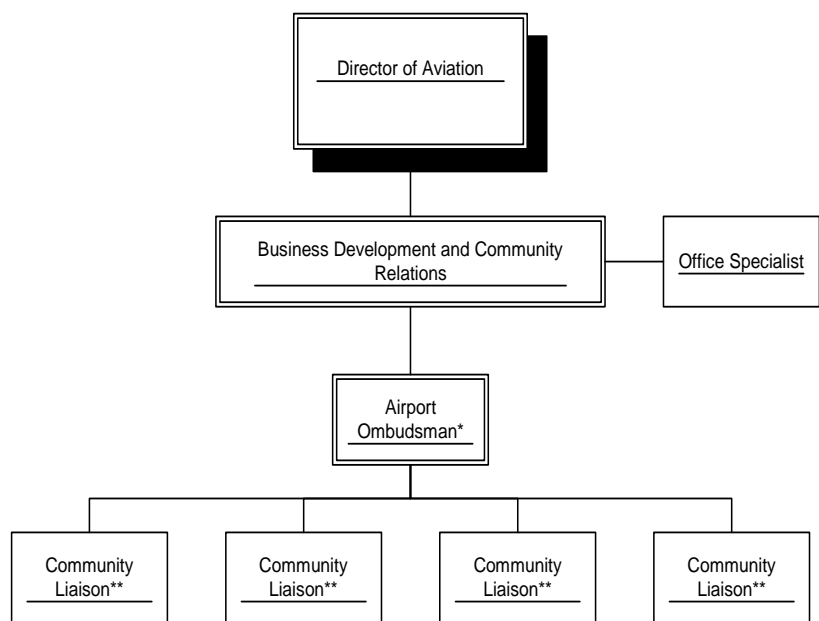 Director of Aviation
Business Development and Community
Relations
Office Specialist
Airport
Ombudsman*
Community
Liaison**
Community
Liaison**
Community
Liaison**
Community
Liaison**